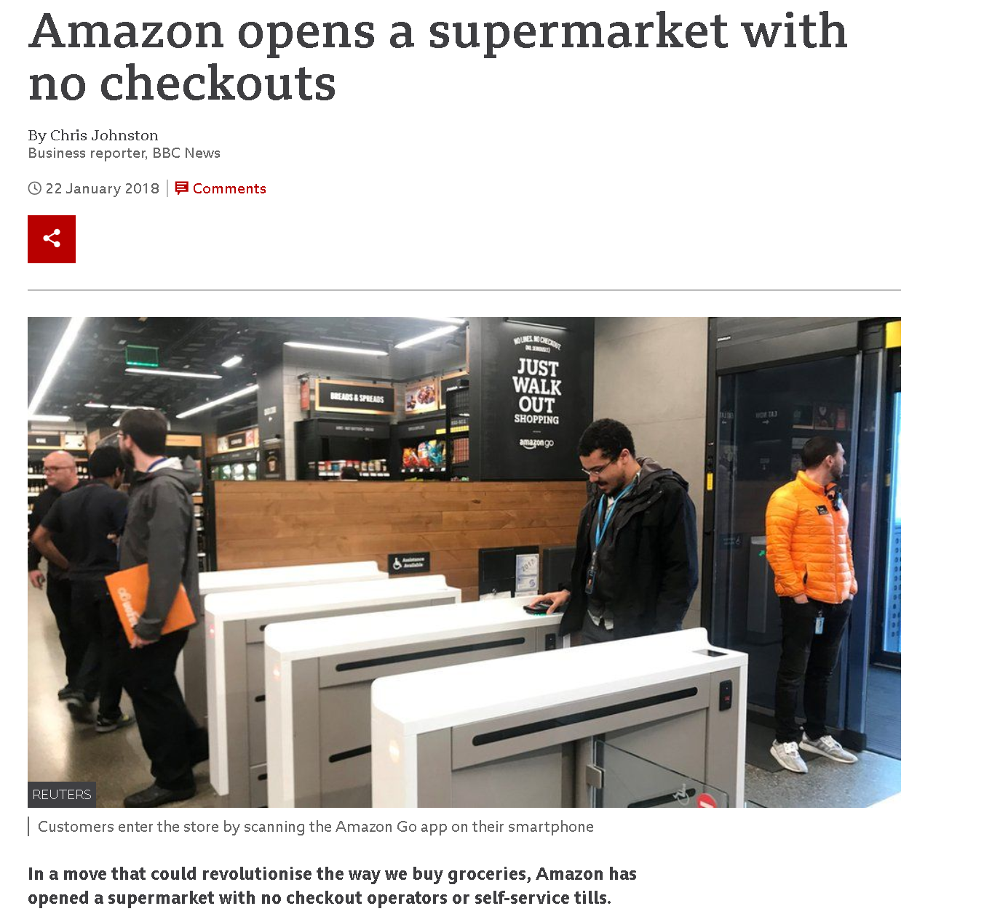 Amazon opens a supermarket with
no checkouts
By Chris Johnston
Business reporter, BBC News
22 January 2018
Comments
NO LINES. NO CHECKOUT.
(NO, SERIOUSLY.)
JUST
WALK
OUT
SHOPPING
amazon go
BREADS & SPREADS
Assistance
Available
2017
REUTERS
Customers enter the store by scanning the Amazon Go app on their smartphone
In a move that could revolutionise the way we buy groceries, Amazon has
opened a supermarket with no checkout operators or self-service tills.